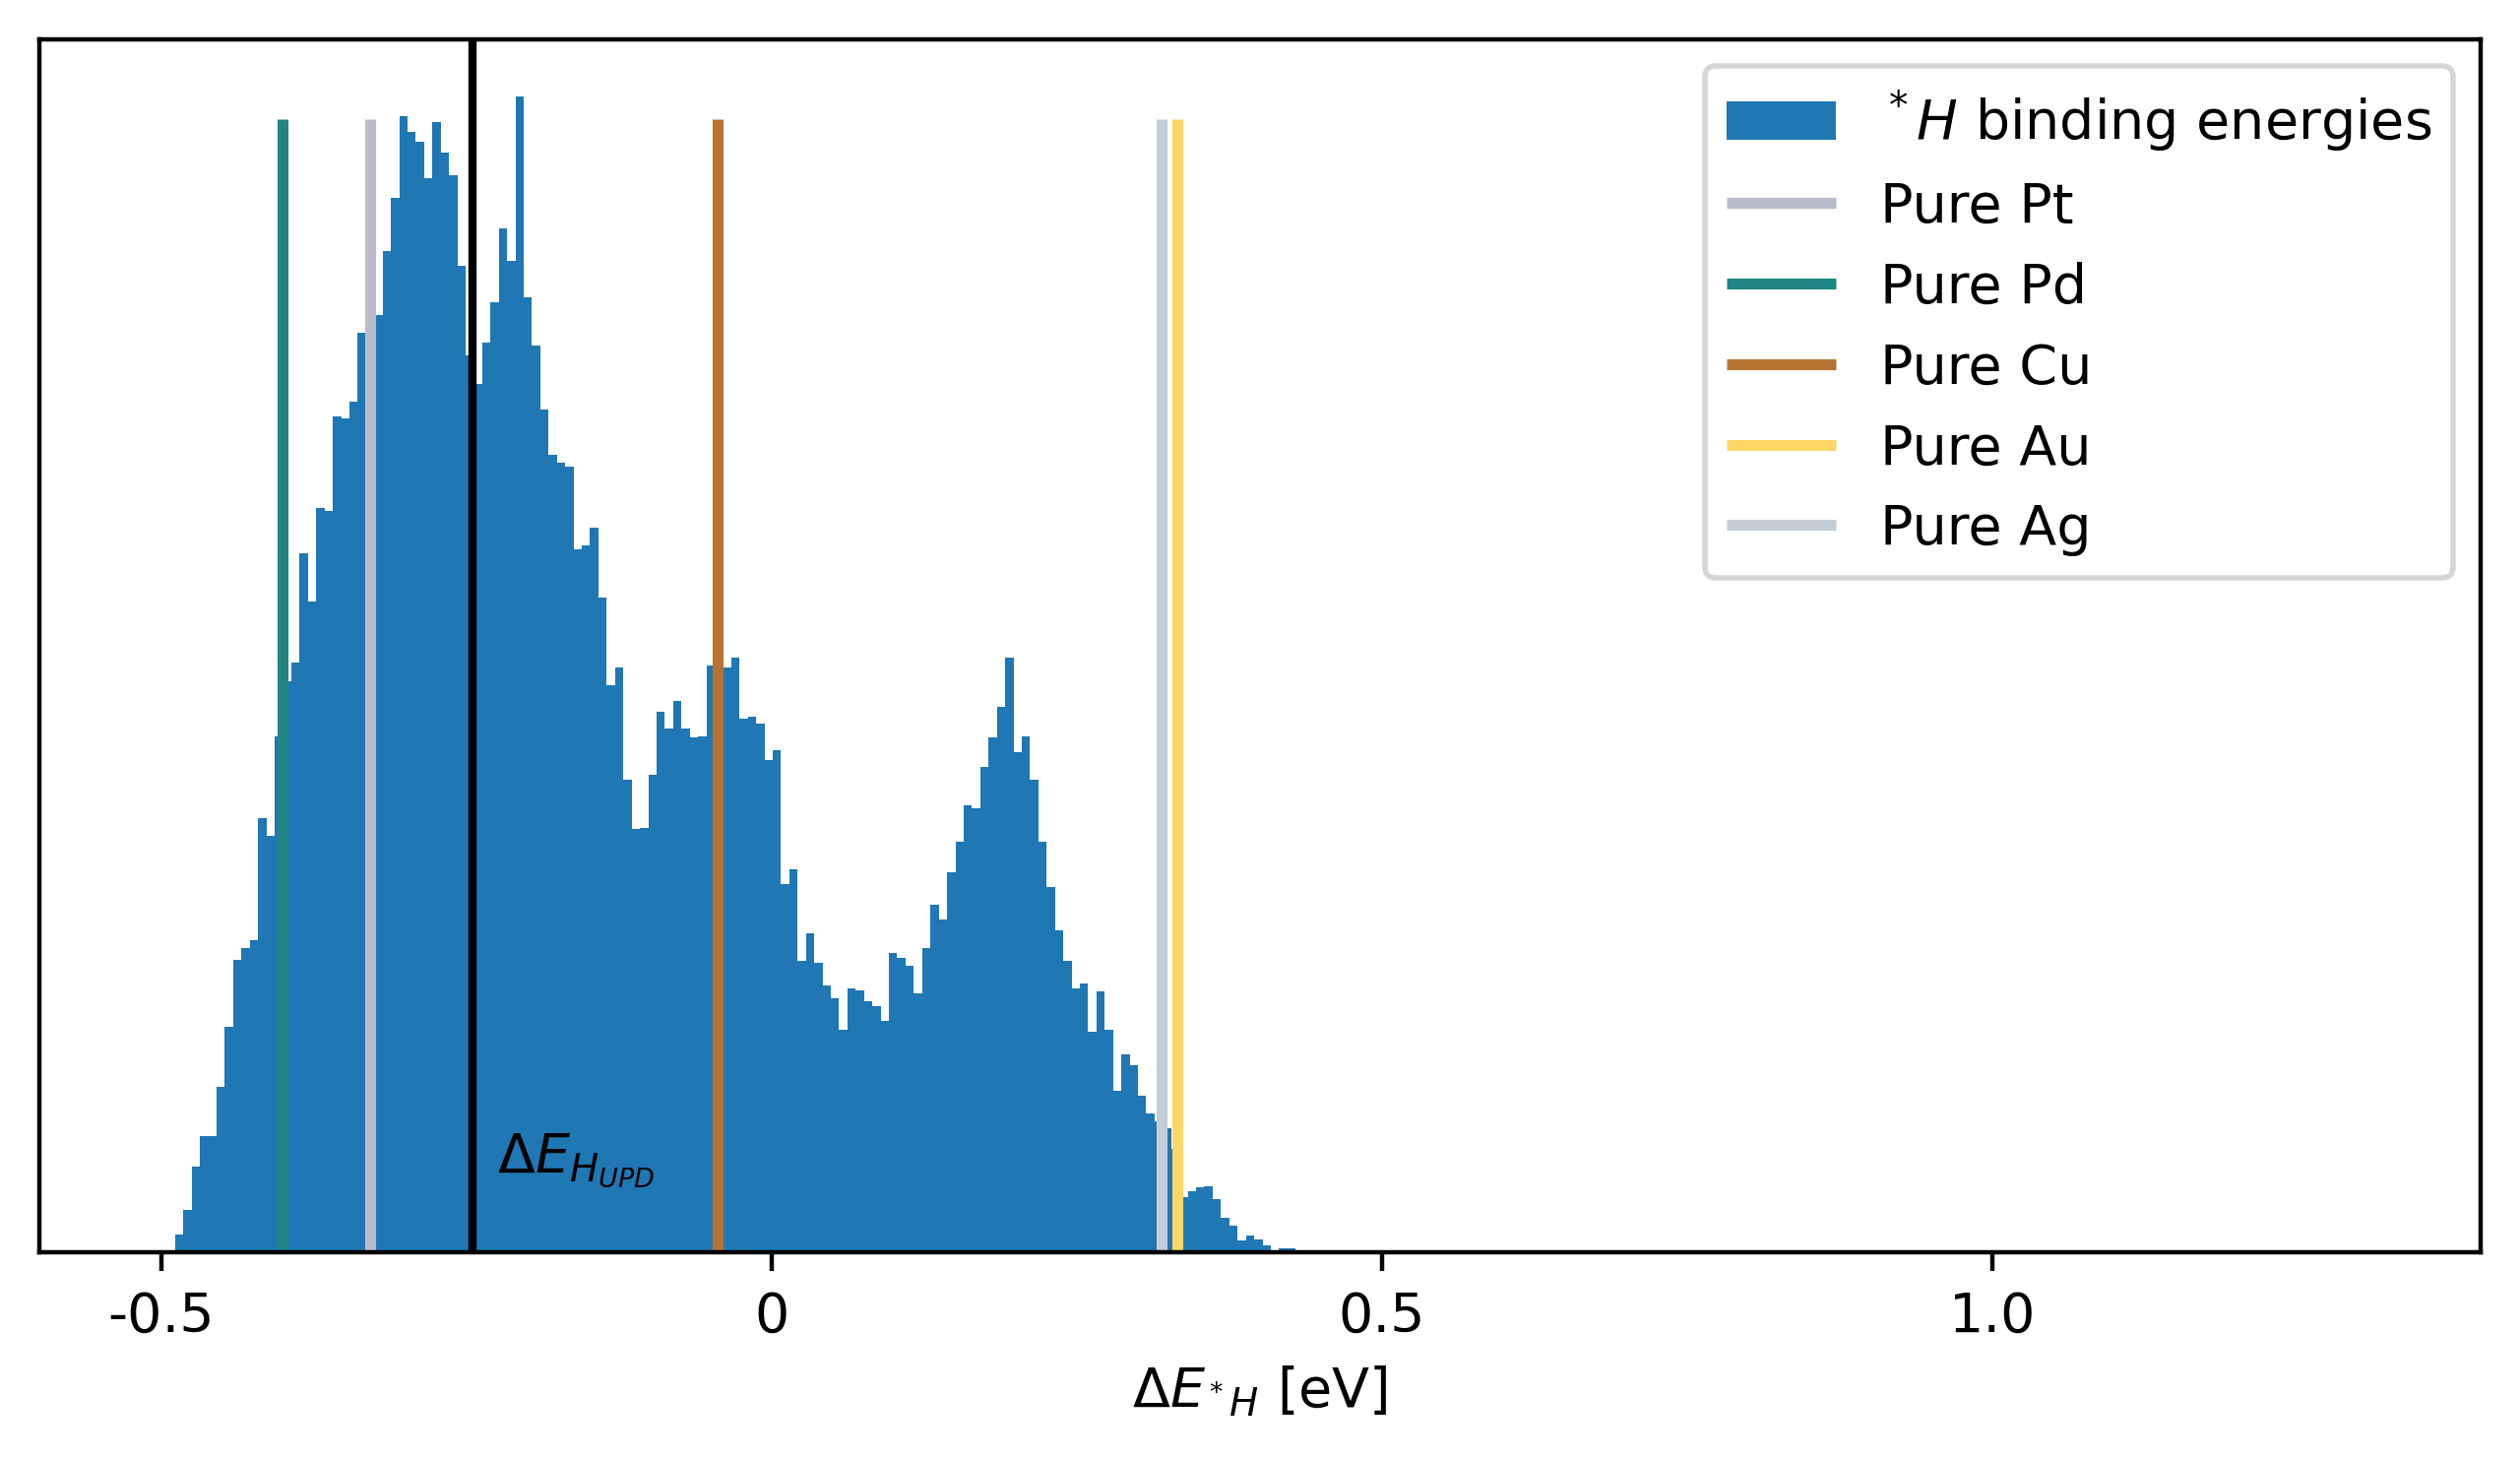 *H binding energies
Pure Pt
Pure Pd
Pure Cu
Pure Au
Pure Ag
ΔE_{H_{UPD}}
-0.5 0 0.5 1.0
ΔE_{*H} [eV]